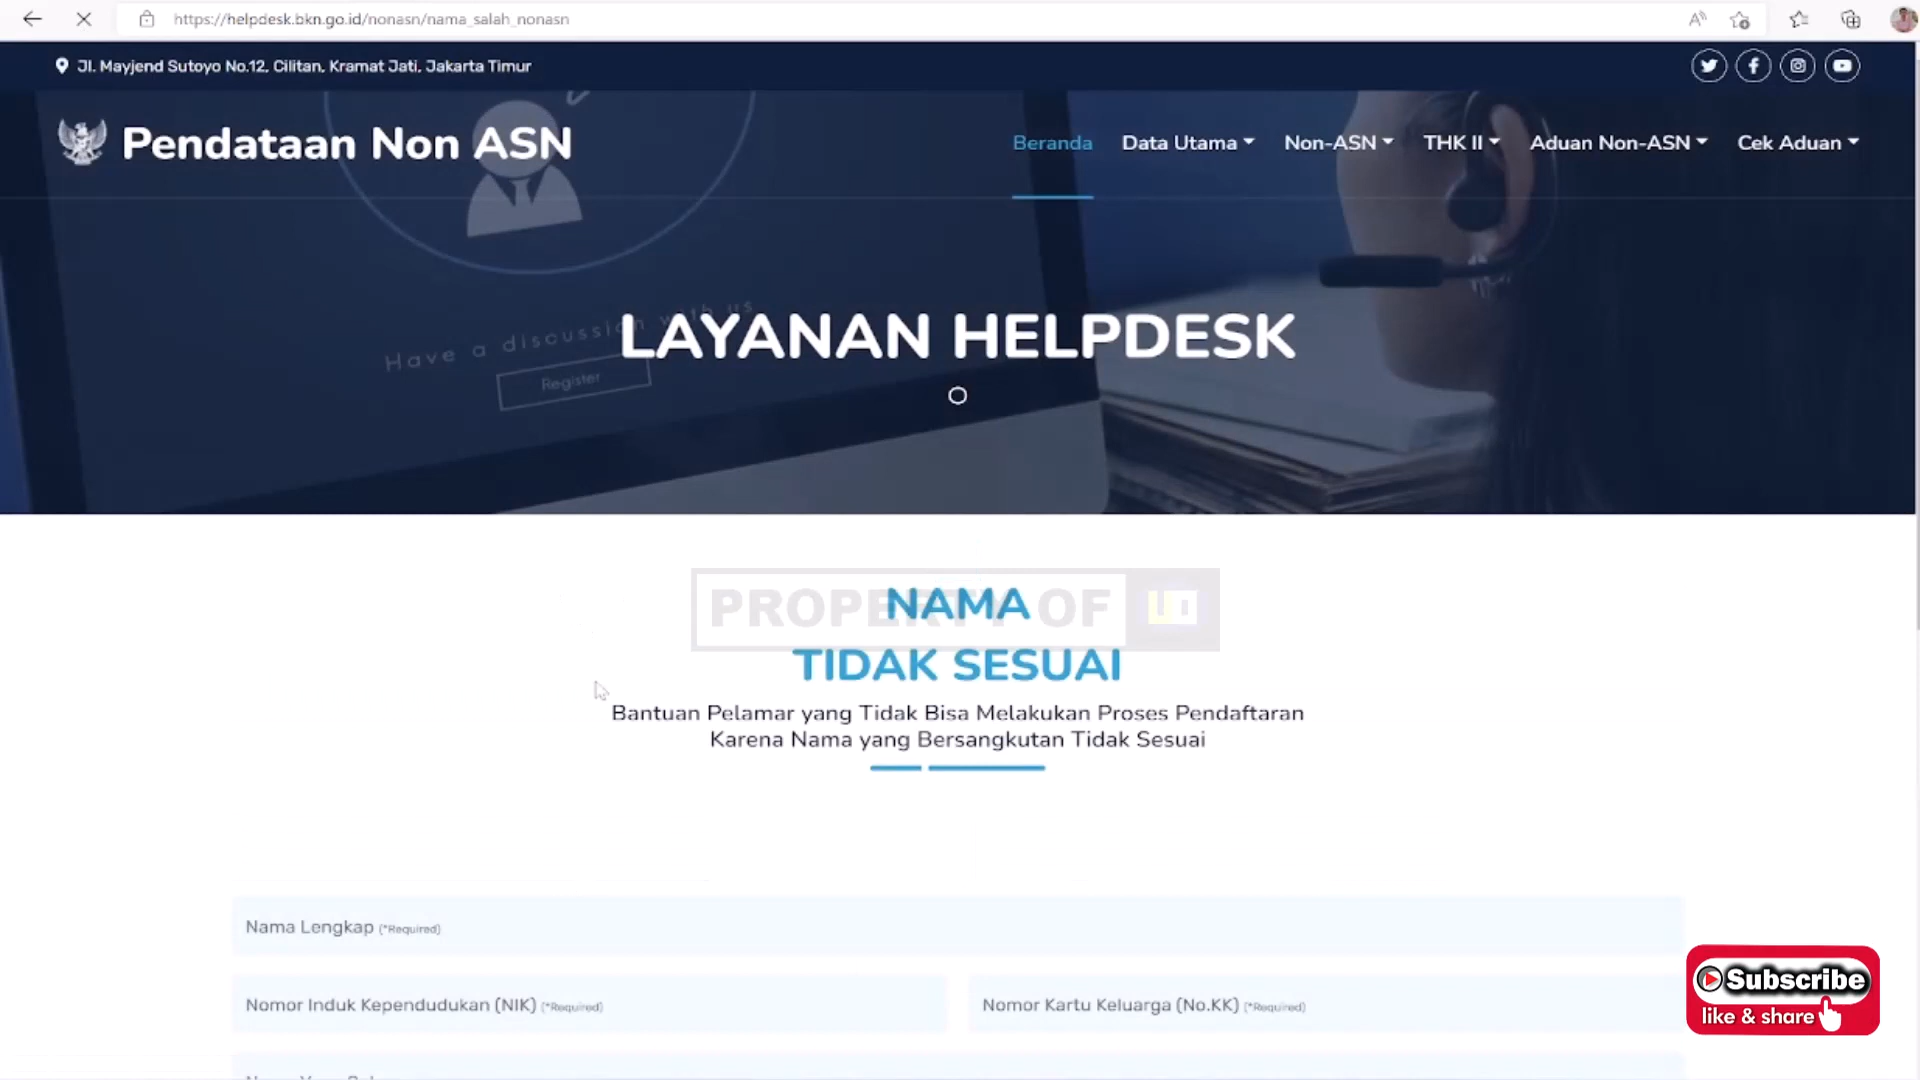 https://helpdesk.bkn.go.id/nonasn/nama_salah_nonasn
Jl. Mayjend Sutoyo No.12, Cilitan, Kramat Jati, Jakarta Timur
Pendataan Non ASN
Beranda
Data Utama
Non-ASN
THK II
Aduan Non-ASN
Cek Aduan
Have a discussion with us
Register
LAYANAN HELPDESK
PROPERTY OF
NAMA
TIDAK SESUAI
Bantuan Pelamar yang Tidak Bisa Melakukan Proses Pendaftaran
Karena Nama yang Bersangkutan Tidak Sesuai
Nama Lengkap (*Required)
Nomor Induk Kependudukan (NIK) (*Required)
Nomor Kartu Keluarga (No.KK) (*Required)
Subscribe
like & share